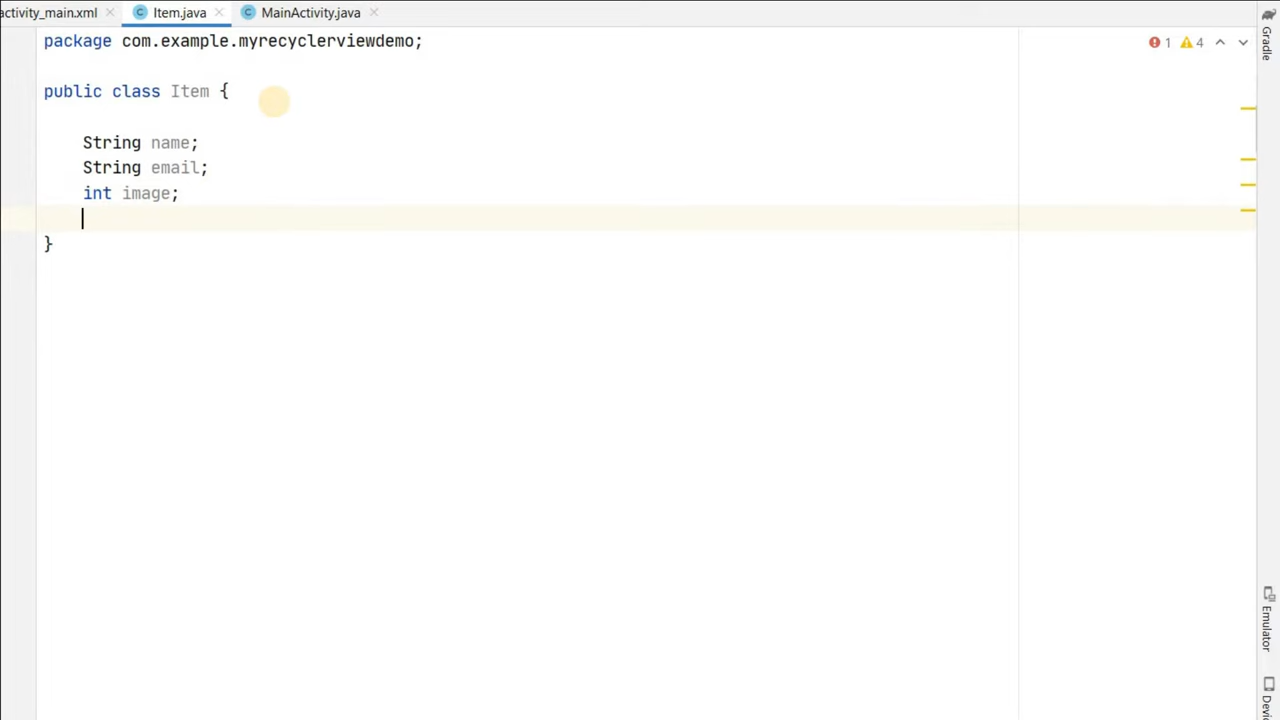 activity_main.xml
Item.java
MainActivity.java
package com.example.myrecyclerviewdemo;
1
4
public class Item {
String name;
String email;
int image;
}
Gradle
Emulator